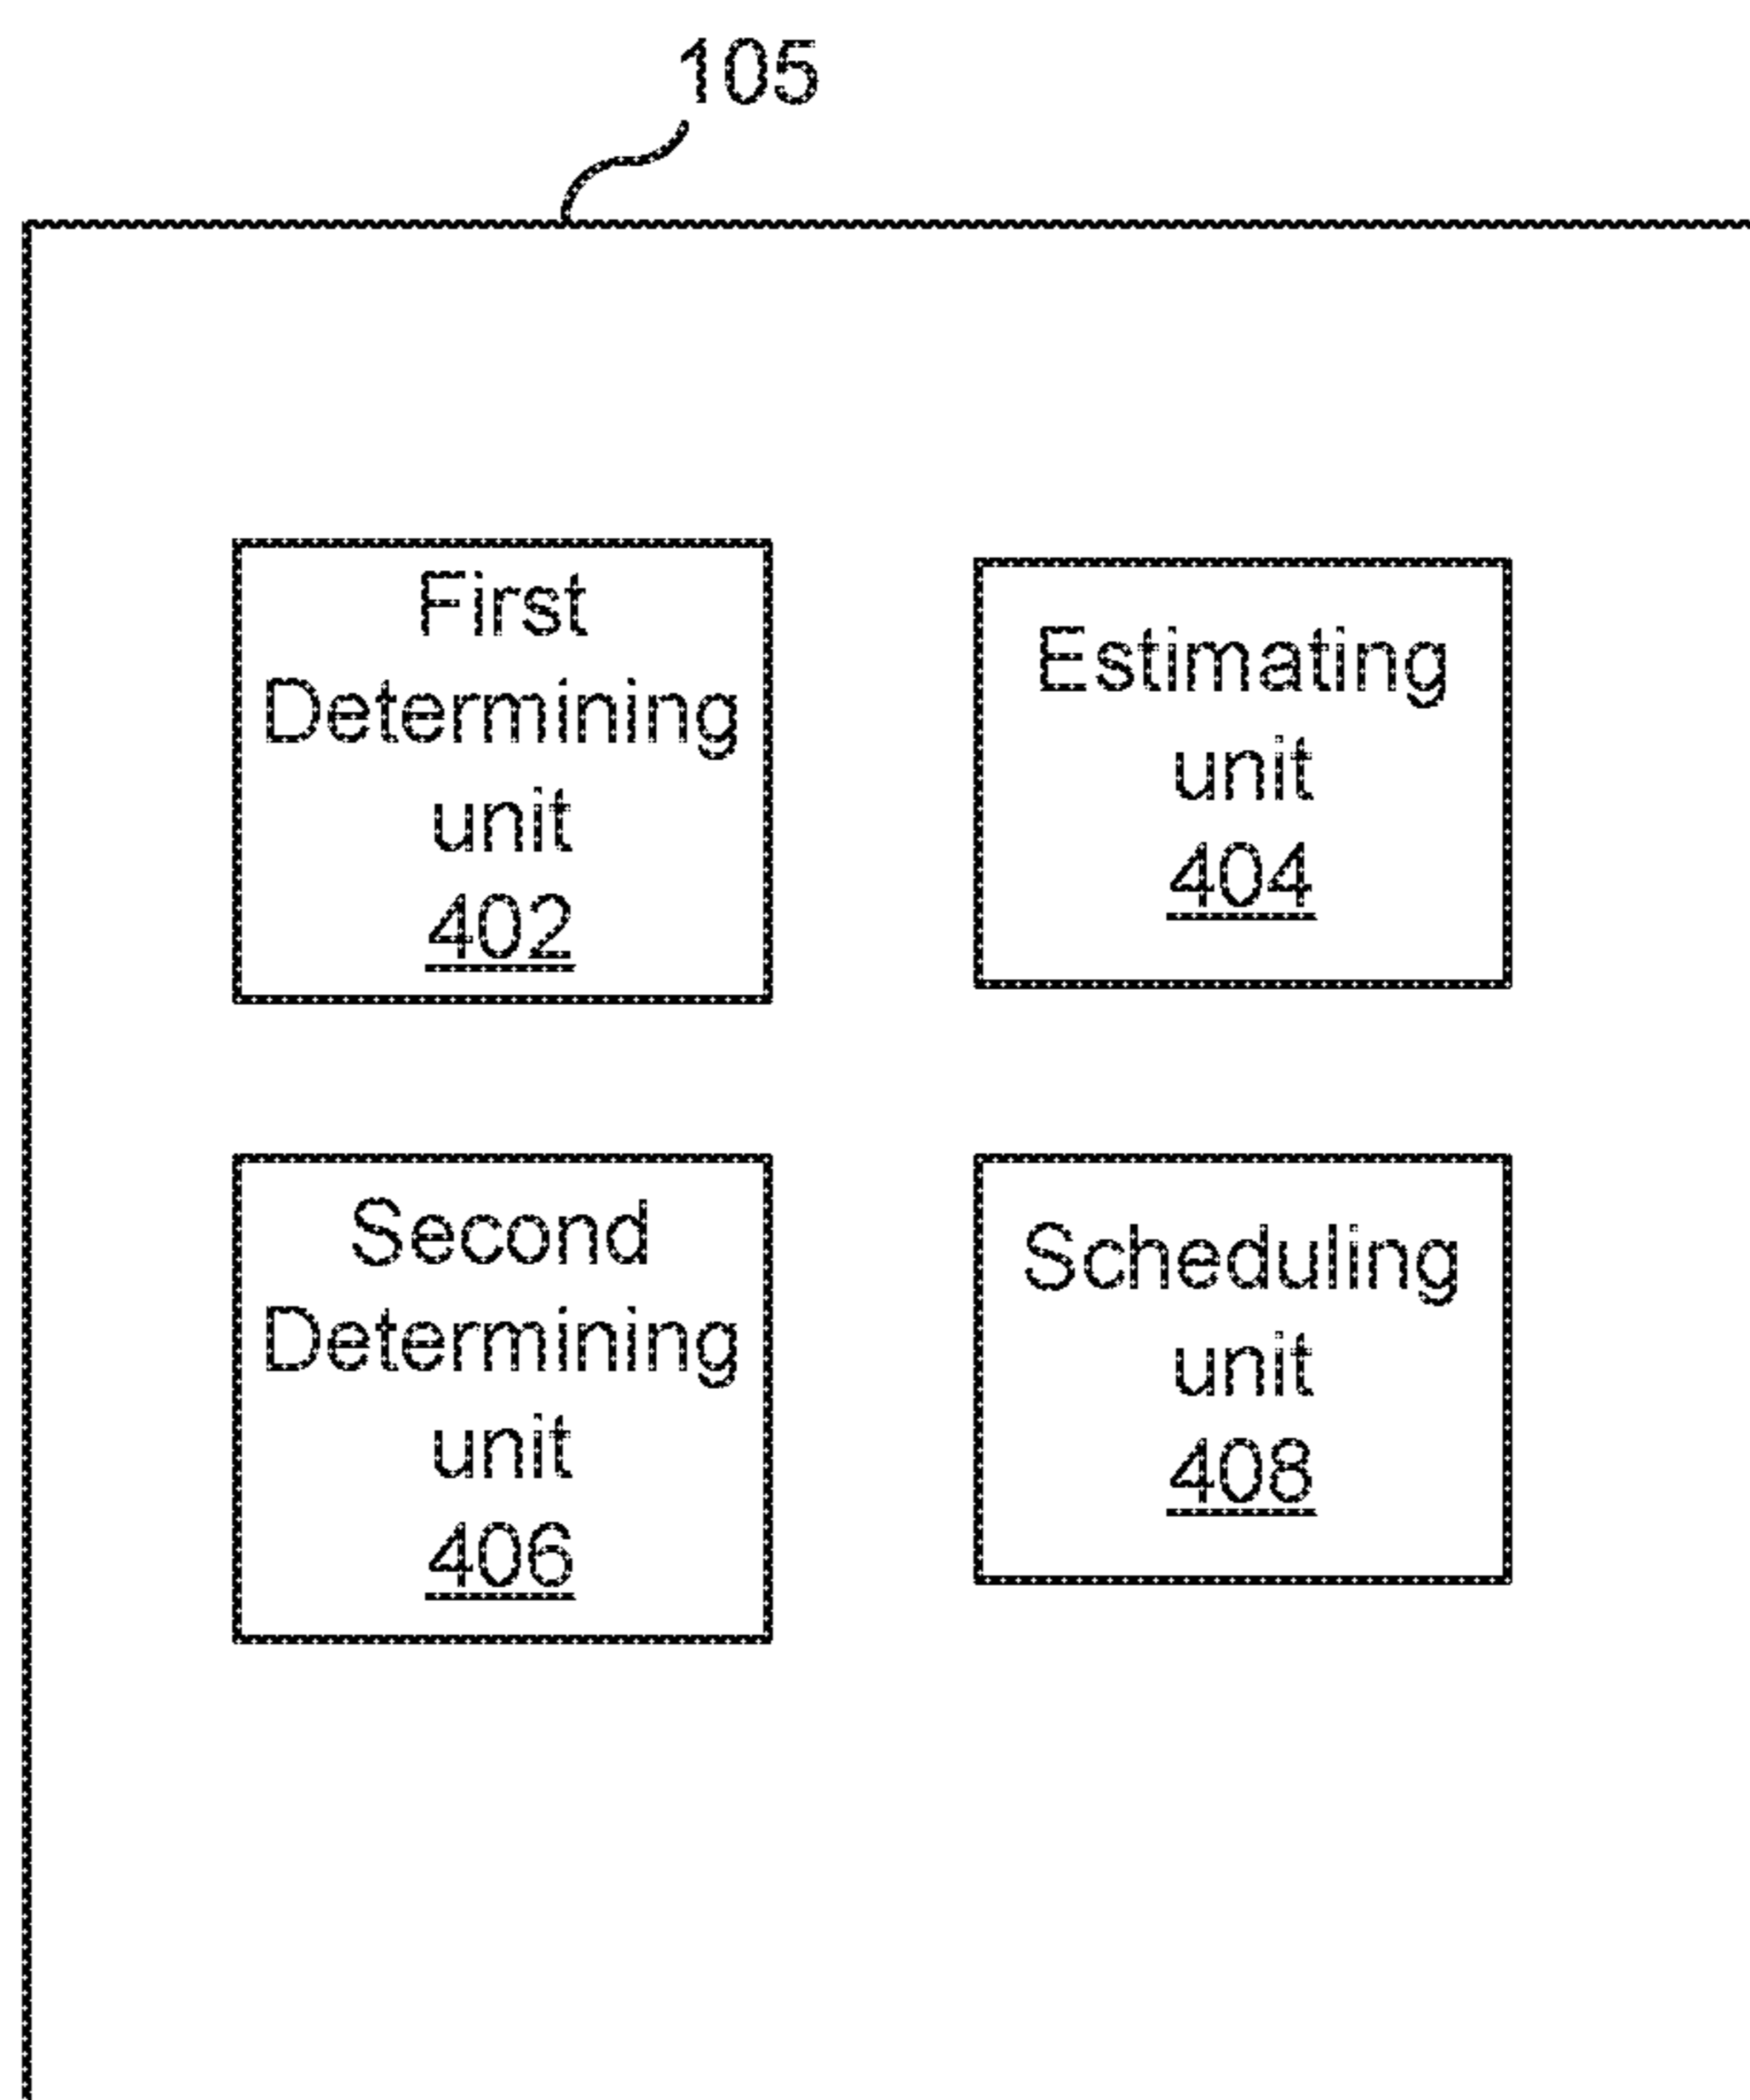 105
First
Determining
unit
402
Estimating
unit
404
Second
Determining
unit
406
Scheduling
unit
408